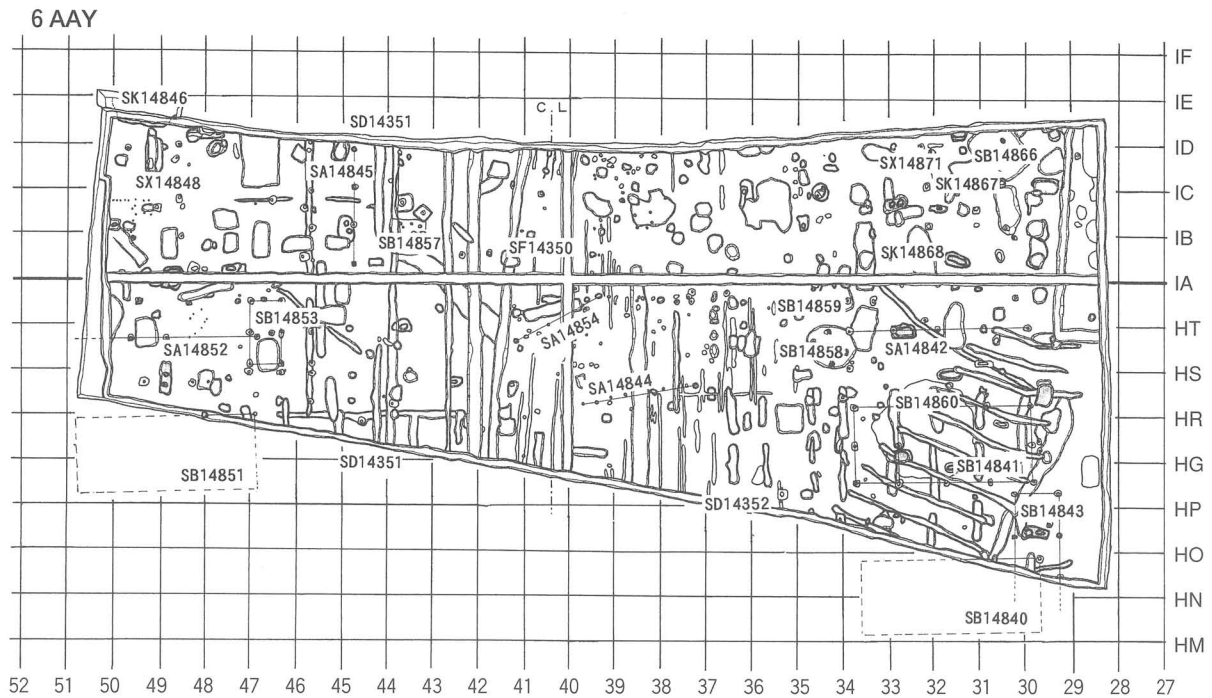 6 AAY
IF
IE
SK14846
SD14351
C.L
ID
SA14845
SX14848
SX14871
SB14866
SK14867
IC
SB14857
SF14350
SK14868
IB
IA
SB14853
SA14854
SB14859
HT
SA14852
SB14858
SA14842
HS
SA14844
SB14860
HR
SB14851
SD14351
SB14841
HG
SD14352
SB14843
HP
HO
SB14840
HN
HM
52 51 50 49 48 47 46 45 44 43 42 41 40 39 38 37 36 35 34 33 32 31 30 29 28 27